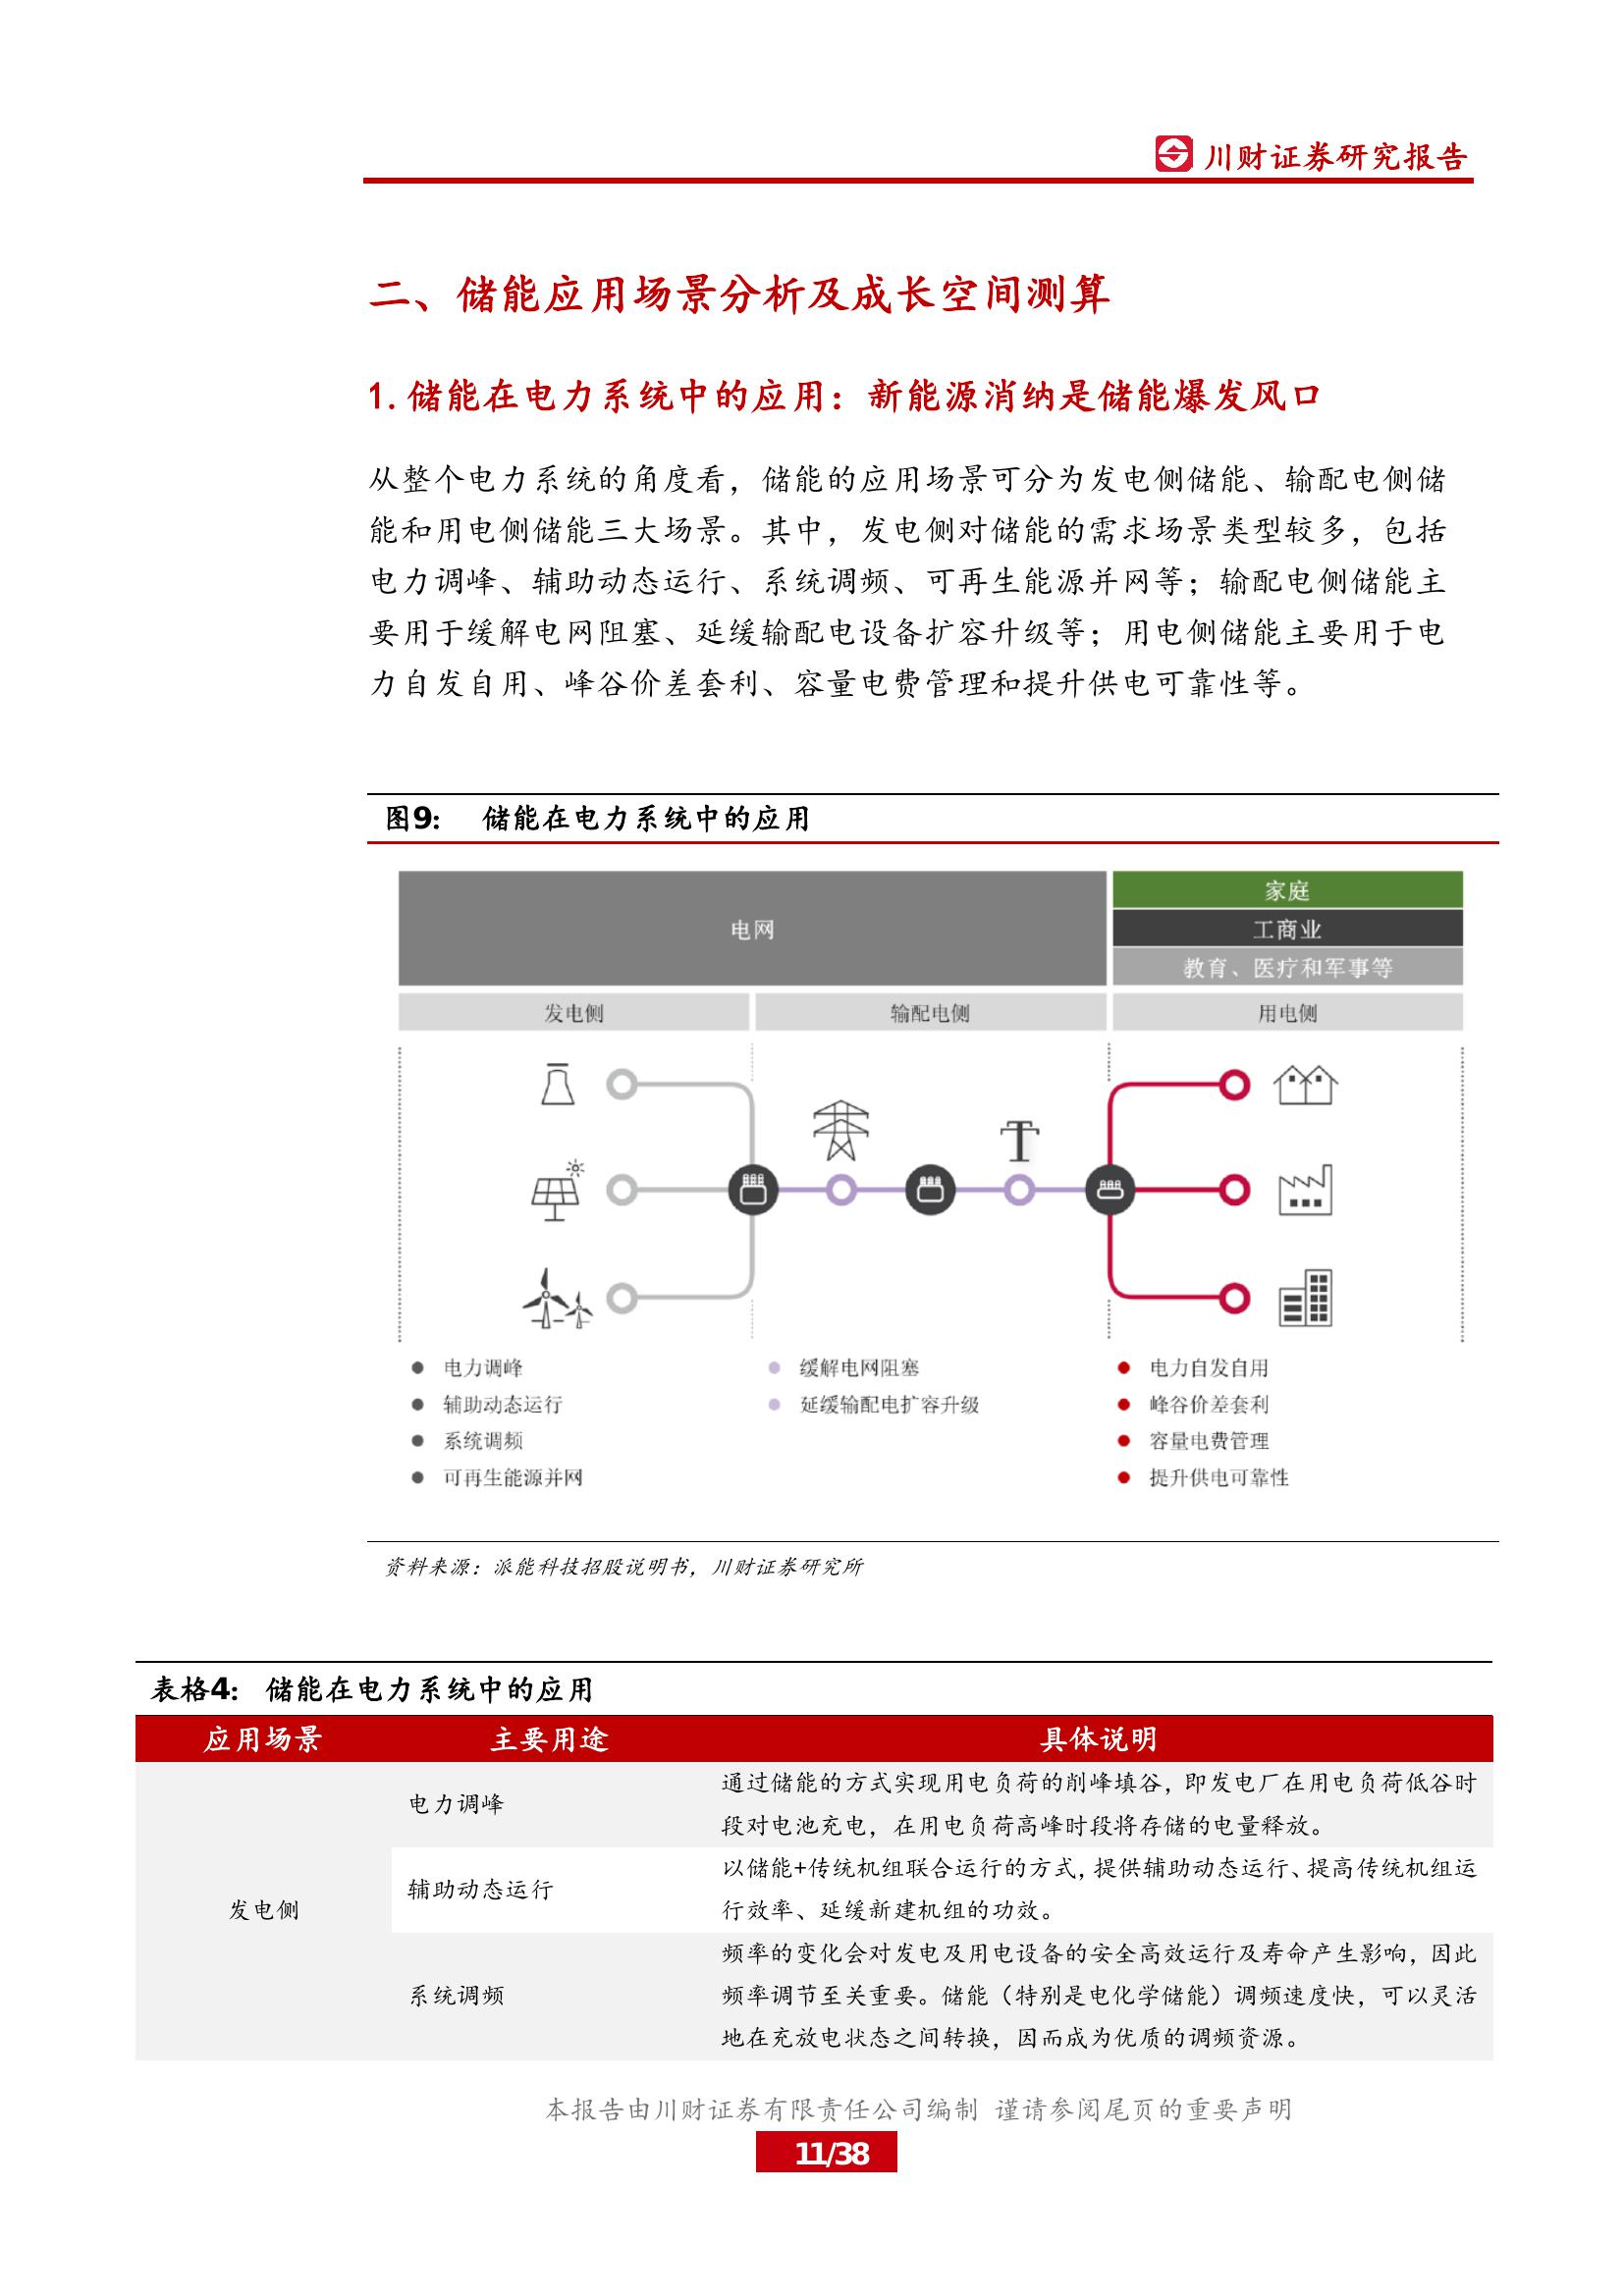 川财证券研究报告
二、储能应用场景分析及成长空间测算
1.储能在电力系统中的应用：新能源消纳是储能爆发风口
从整个电力系统的角度看，储能的应用场景可分为发电侧储能、输配电侧储
能和用电侧储能三大场景。其中，发电侧对储能的需求场景类型较多，包括
电力调峰、辅助动态运行、系统调频、可再生能源并网等；输配电侧储能主
要用于缓解电网阻塞、延缓输配电设备扩容升级等；用电侧储能主要用于电
力自发自用、峰谷价差套利、容量电费管理和提升供电可靠性等。
图9： 储能在电力系统中的应用
电网
家庭
工商业
教育、医疗和军事等
发电侧
输配电侧
用电侧
电力调峰
辅助动态运行
系统调频
可再生能源并网
缓解电网阻塞
延缓输配电扩容升级
电力自发自用
峰谷价差套利
容量电费管理
提升供电可靠性
资料来源：派能科技招股说明书，川财证券研究所
表格4： 储能在电力系统中的应用
应用场景 主要用途 具体说明
发电侧
电力调峰
通过储能的方式实现用电负荷的削峰填谷，即发电厂在用电负荷低谷时
段对电池充电，在用电负荷高峰时段将存储的电量释放。
辅助动态运行
以储能+传统机组联合运行的方式，提供辅助动态运行、提高传统机组运
行效率、延缓新建机组的功效。
系统调频
频率的变化会对发电及用电设备的安全高效运行及寿命产生影响，因此
频率调节至关重要。储能（特别是电化学储能）调频速度快，可以灵活
地在充放电状态之间转换，因而成为优质的调频资源。
本报告由川财证券有限责任公司编制 谨请参阅尾页的重要声明
11/38